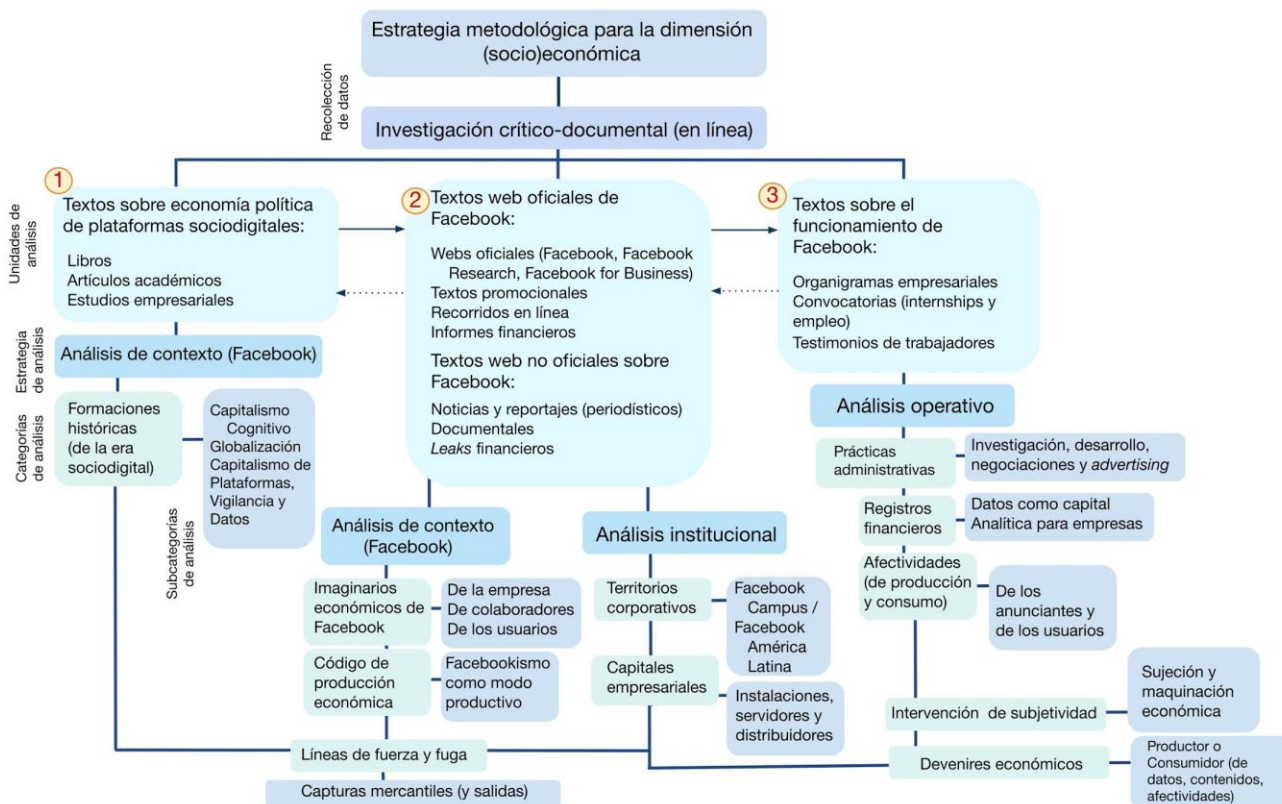 Estrategia metodológica para la dimensión
(socio)económica
Recolección
de datos
Investigación crítico-documental (en línea)
Unidades de
análisis
1
Textos sobre economía política
de plataformas sociodigitales:
Libros
Artículos académicos
Estudios empresariales
2
Textos web oficiales de
Facebook:
Webs oficiales (Facebook, Facebook
Research, Facebook for Business)
Textos promocionales
Recorridos en línea
Informes financieros
Textos web no oficiales sobre
Facebook:
Noticias y reportajes (periodísticos)
Documentales
Leaks financieros
3
Textos sobre el
funcionamiento de
Facebook:
Organigramas empresariales
Convocatorias (internships y
empleo)
Testimonios de trabajadores
Estrategia
de análisis
Análisis de contexto (Facebook)
Categorías
de análisis
Formaciones
históricas
(de la era
sociodigital)
Capitalismo
Cognitivo
Globalización
Capitalismo de
Plataformas,
Vigilancia y
Datos
Subcategorías
de análisis
Análisis de contexto
(Facebook)
Imaginarios
económicos de
Facebook
De la empresa
De colaboradores
De los usuarios
Código de
producción
económica
Facebookismo
como modo
productivo
Análisis institucional
Territorios
corporativos
Facebook
Campus /
Facebook
América
Latina
Capitales
empresariales
Instalaciones,
servidores y
distribuidores
Análisis operativo
Prácticas
administrativas
Investigación, desarrollo,
negociaciones y advertising
Registros
financieros
Datos como capital
Analítica para empresas
Afectividades
(de producción
y consumo)
De los
anunciantes y
de los usuarios
Intervención de subjetividad
Sujeción y
maquinación
económica
Líneas de fuerza y fuga
Devenires económicos
Productor o
Consumidor (de
datos, contenidos,
afectividades)
Capturas mercantiles (y salidas)